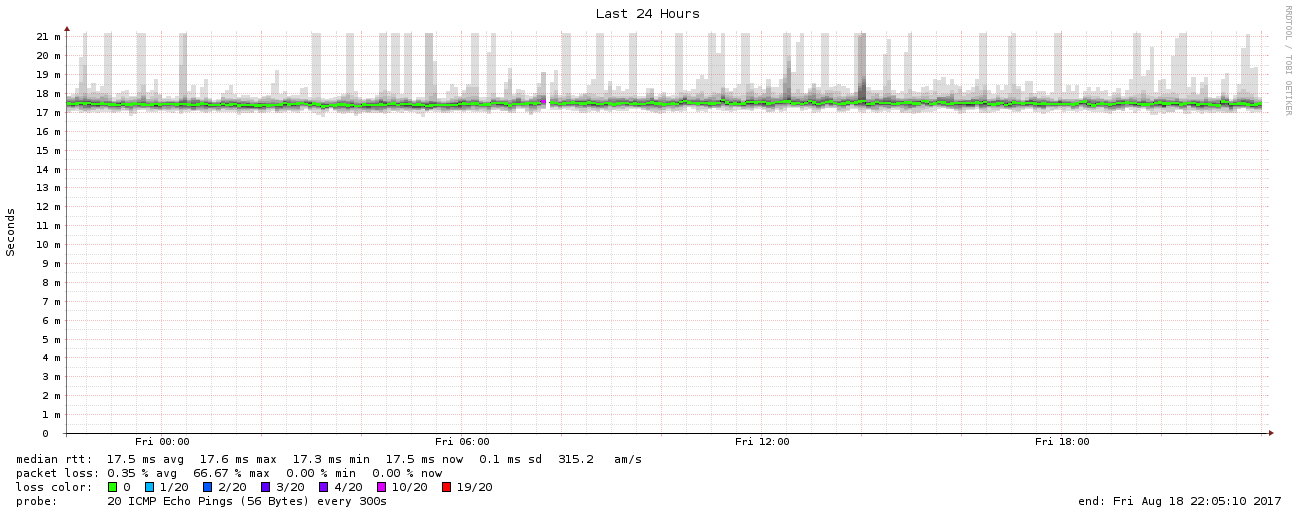 Last 24 Hours
RRDTOOL / TOBI OETIKER
Seconds
21 m
20 m
19 m
18 m
17 m
16 m
15 m
14 m
13 m
12 m
11 m
10 m
9 m
8 m
7 m
6 m
5 m
4 m
3 m
2 m
1 m
0
Fri 00:00 Fri 06:00 Fri 12:00 Fri 18:00
median rtt: 17.5 ms avg 17.6 ms max 17.3 ms min 17.5 ms now 0.1 ms sd 315.2 am/s
packet loss: 0.35 % avg 66.67 % max 0.00 % min 0.00 % now
loss color: 0 1/20 2/20 3/20 4/20 10/20 19/20
probe: 20 ICMP Echo Pings (56 Bytes) every 300s end: Fri Aug 18 22:05:10 2017